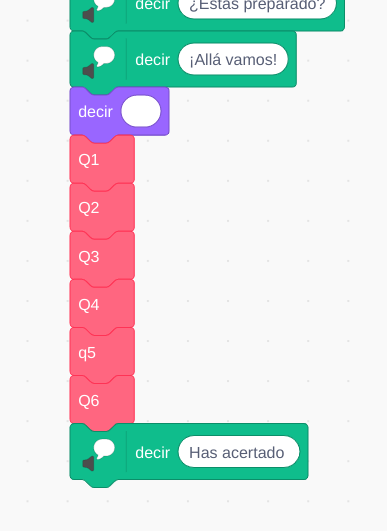 decir ¿Estás preparado?
decir ¡Allá vamos!
decir
Q1
Q2
Q3
Q4
q5
Q6
decir Has acertado